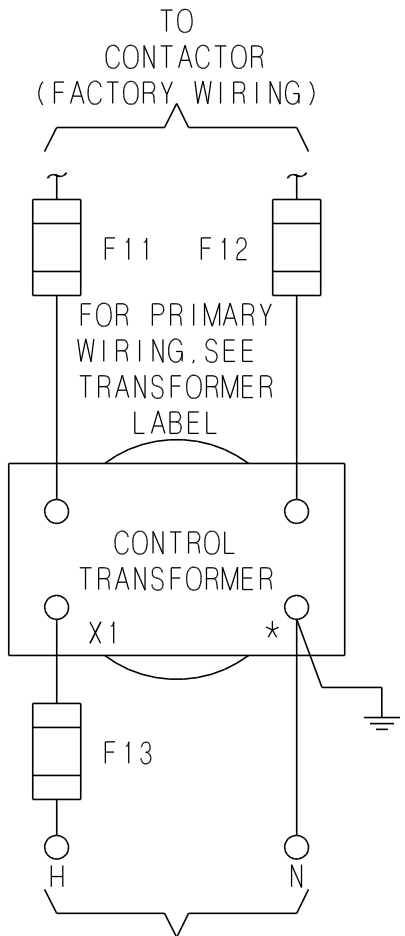 TO
CONTACTOR
(FACTORY WIRING)
F11
F12
FOR PRIMARY
WIRING,SEE
TRANSFORMER
LABEL
CONTROL
TRANSFORMER
X1
*
F13
H
N